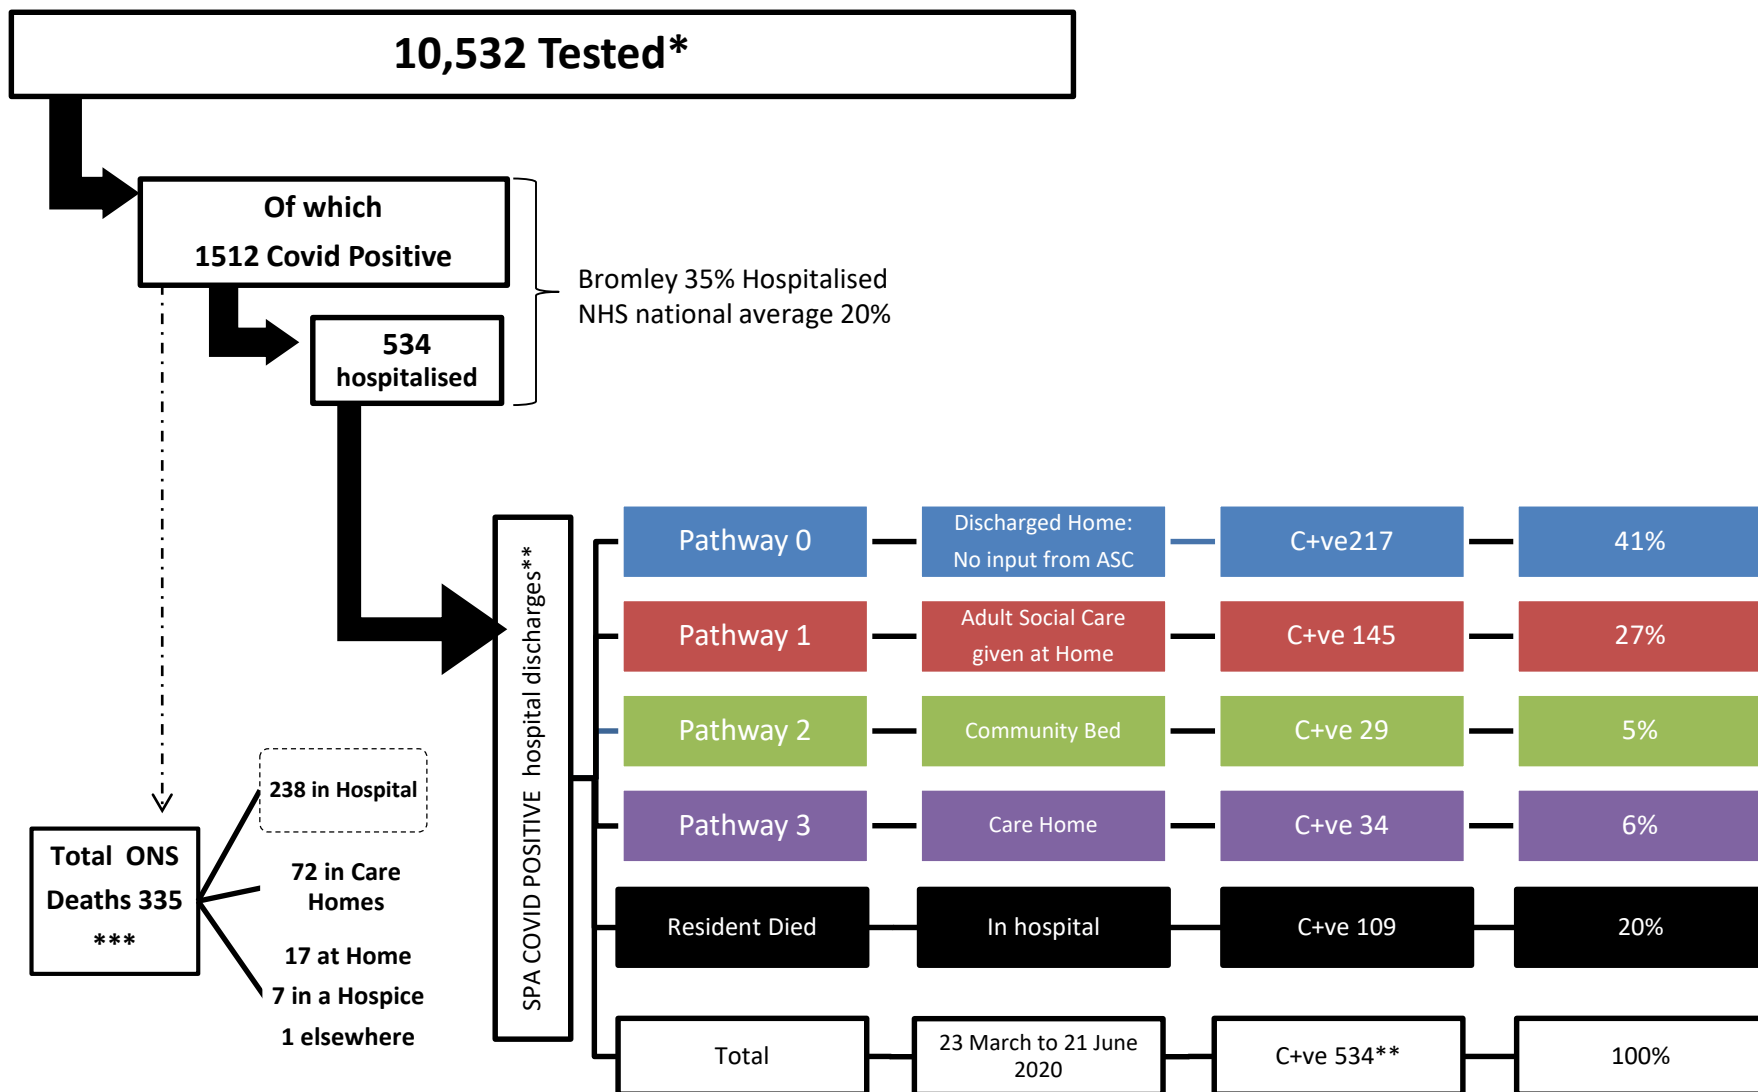 10,532 Tested*
Of which
1512 Covid Positive
Bromley 35% Hospitalised
NHS national average 20%
534
hospitalised
SPA COVID POSITIVE hospital discharges**
Pathway 0
Discharged Home:
No input from ASC
C+ve217
41%
Pathway 1
Adult Social Care
given at Home
C+ve 145
27%
Pathway 2
Community Bed
C+ve 29
5%
Pathway 3
Care Home
C+ve 34
6%
Resident Died
In hospital
C+ve 109
20%
Total
23 March to 21 June
2020
C+ve 534**
100%
Total ONS
Deaths 335
***
238 in Hospital
72 in Care
Homes
17 at Home
7 in a Hospice
1 elsewhere